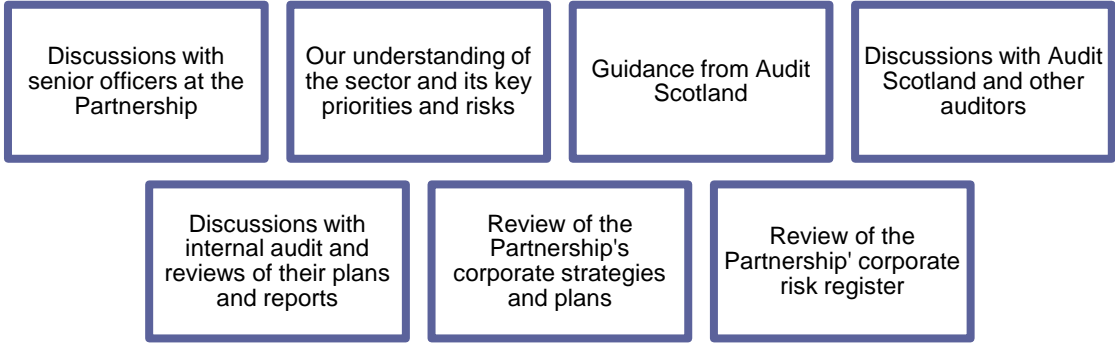 Discussions with
senior officers at the
Partnership
Our understanding of
the sector and its key
priorities and risks
Guidance from Audit
Scotland
Discussions with Audit
Scotland and other
auditors
Discussions with
internal audit and
reviews of their plans
and reports
Review of the
Partnership's
corporate strategies
and plans
Review of the
Partnership' corporate
risk register